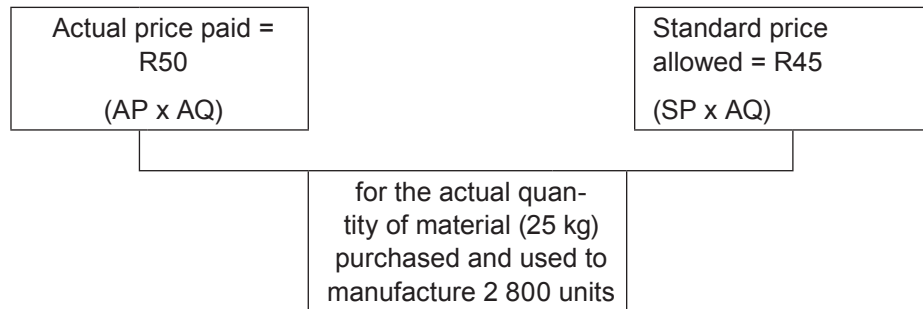 Actual price paid =
R50
(AP x AQ)
Standard price
allowed = R45
(SP x AQ)
for the actual quan-
tity of material (25 kg)
purchased and used to
manufacture 2 800 units